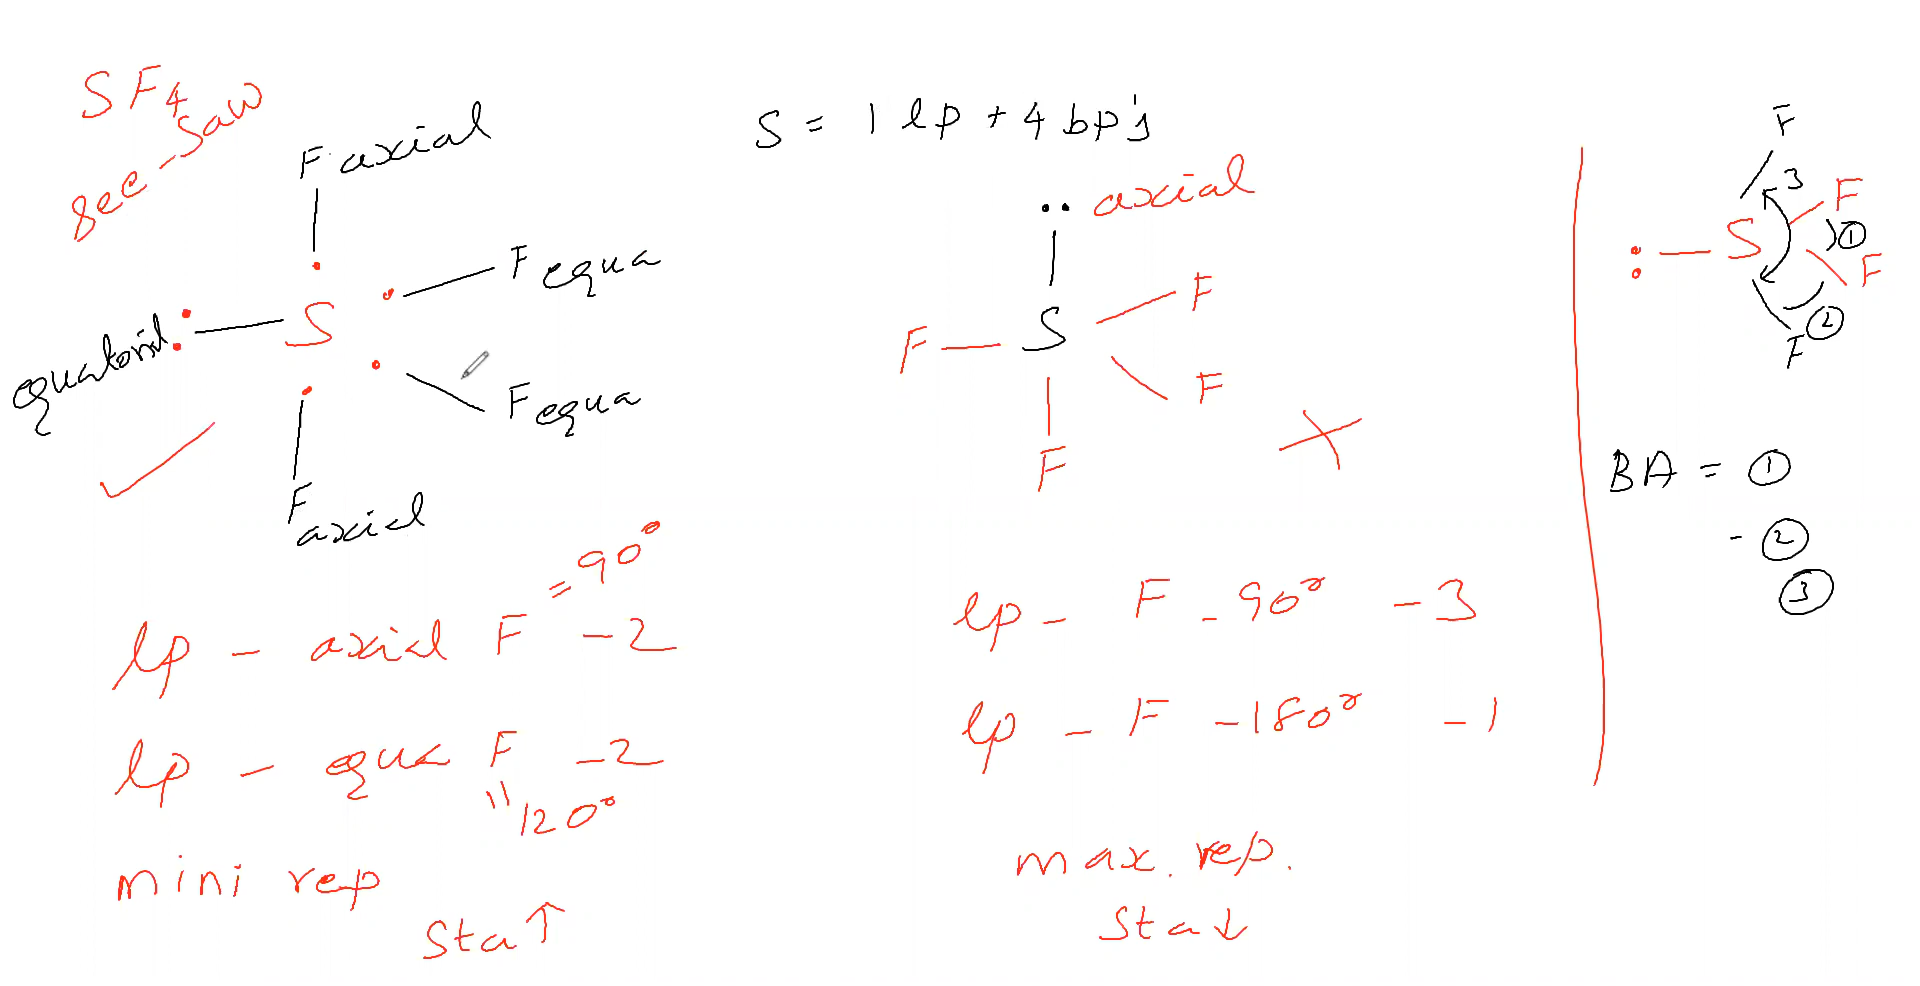 SF4
see-saw
F axial
F equa
equatorial
S
F equa
F
axial
= 90°
lp - axial F - 2
lp - equa F - 2
" 120°
mini rep
Sta ↑
S = 1 lp + 4 bp's
: axial
F
F S
F
F
lp - F - 90° - 3
lp - F - 180° - 1
max. rep.
Sta ↓
F
3
F
: S ①
F
②
F
BA = ①
- ②
③